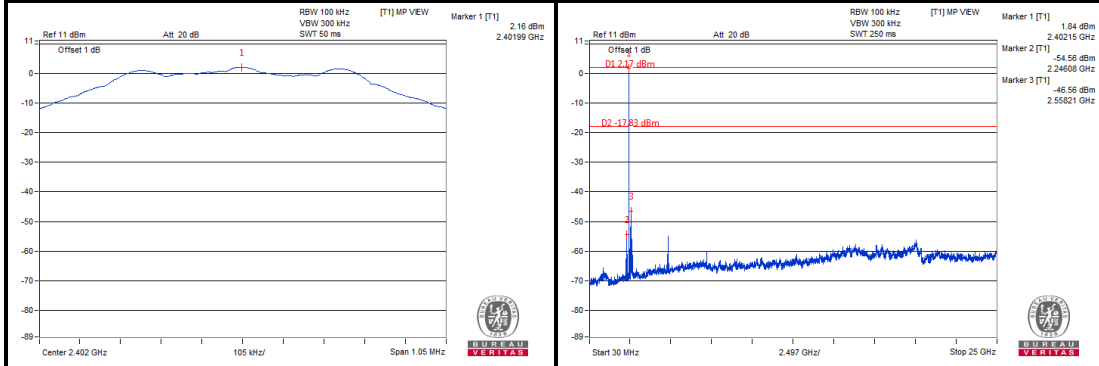 RBW 100 kHz [T1] MP VIEW
VBW 300 kHz
Ref 11 dBm Att 20 dB SWT 50 ms
Marker 1 [T1]
2.16 dBm
2.40199 GHz
11
Offset 1 dB
1
0
-10
-20
-30
-40
-50
-60
-70
-80
-89
Center 2.402 GHz 105 kHz/ Span 1.05 MHz
BUREAU VERITAS
1828
BUREAU
VERITAS
RBW 100 kHz [T1] MP VIEW
VBW 300 kHz
Ref 11 dBm Att 20 dB SWT 250 ms
Marker 1 [T1]
1.84 dBm
2.40215 GHz
Marker 2 [T1]
-54.56 dBm
2.24608 GHz
Marker 3 [T1]
-46.56 dBm
2.55821 GHz
11
Offset 1 dB
1
D1 2.17 dBm
0
-10
D2 -17.83 dBm
-20
-30
-40
3
-50
2
-60
-70
-80
-89
Start 30 MHz 2.497 GHz/ Stop 25 GHz
BUREAU VERITAS
1828
BUREAU
VERITAS